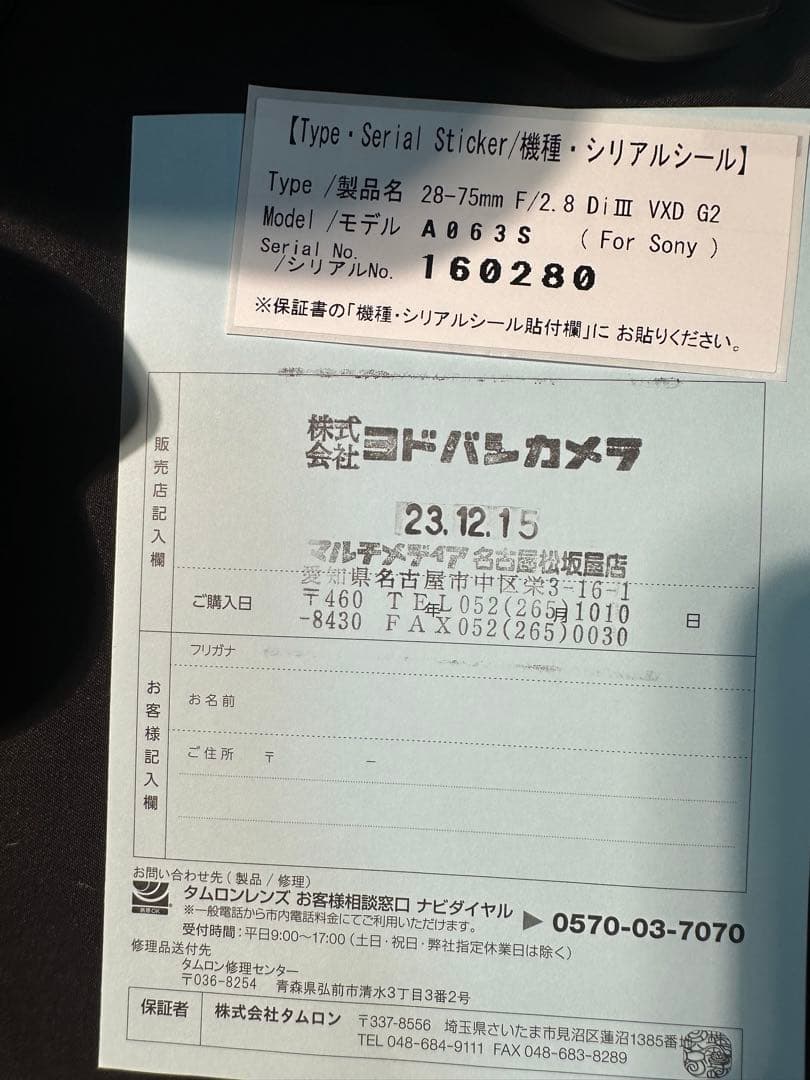 【Type・Serial Sticker/機種・シリアルシール】
Type /製品名 28-75mm F/2.8 DiⅢ VXD G2
Model /モデル A063S ( For Sony )
Serial No.
/シリアルNo. 160280
※保証書の「機種・シリアルシール貼付欄」に お貼りください。
販売店記入欄
株式会社ヨドバシカメラ
23.12.15
マルチメディア名古屋松坂屋店
愛知県名古屋市中区栄3-16-1
〒460 TEL052(265)1010
-8430 FAX052(265)0030
ご購入日 年 月 日
お客様記入欄
フリガナ
お名前
ご住所 〒 −
お問い合わせ先(製品 / 修理)
タムロンレンズ お客様相談窓口 ナビダイヤル ▶ 0570-03-7070
※一般電話から市内電話料金にてご利用いただけます。
受付時間:平日9:00~17:00(土日・祝日・弊社指定休業日は除く)
修理品送付先
タムロン修理センター
〒036-8254 青森県弘前市清水3丁目3番2号
保証者 株式会社タムロン 〒337-8556 埼玉県さいたま市見沼区蓮沼1385番地
TEL 048-684-9111 FAX 048-683-8289